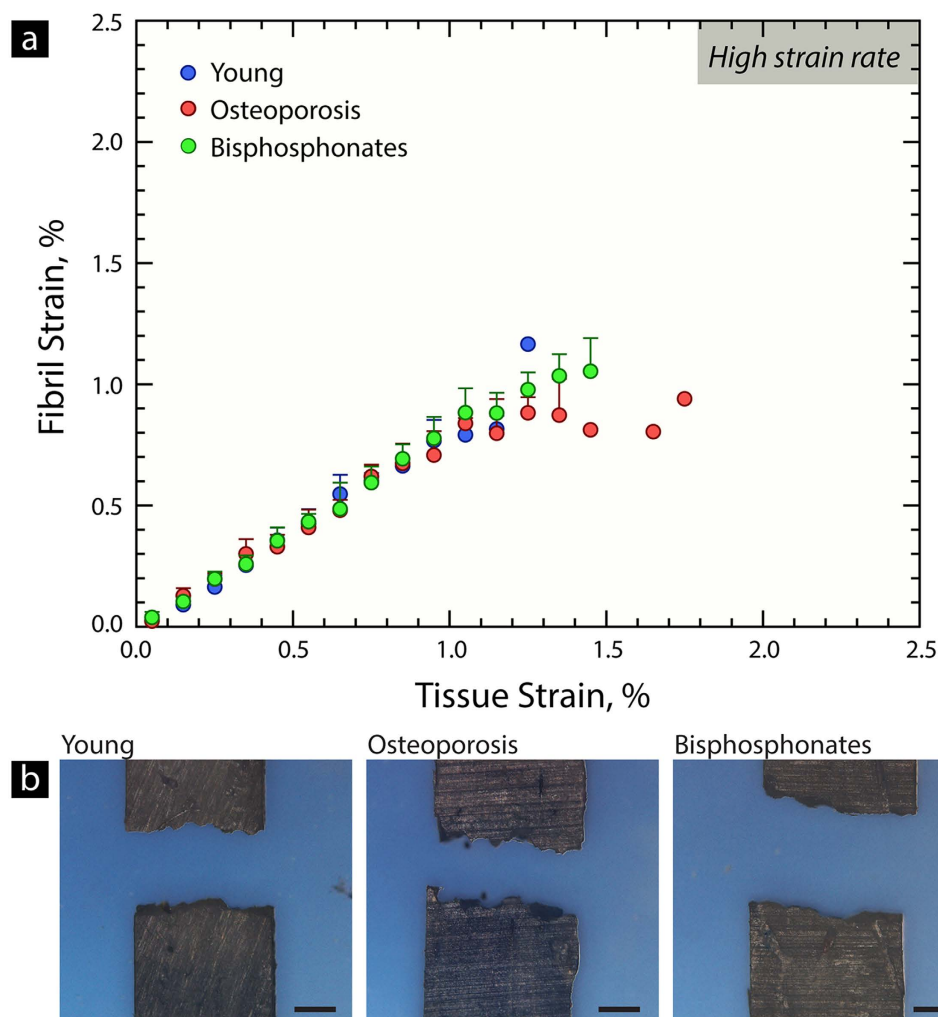 a
2.5
2.0
1.5
1.0
0.5
0.0
Fibril Strain, %
High strain rate
Young
Osteoporosis
Bisphosphonates
0.0 0.5 1.0 1.5 2.0 2.5
Tissue Strain, %
Young Osteoporosis Bisphosphonates
b